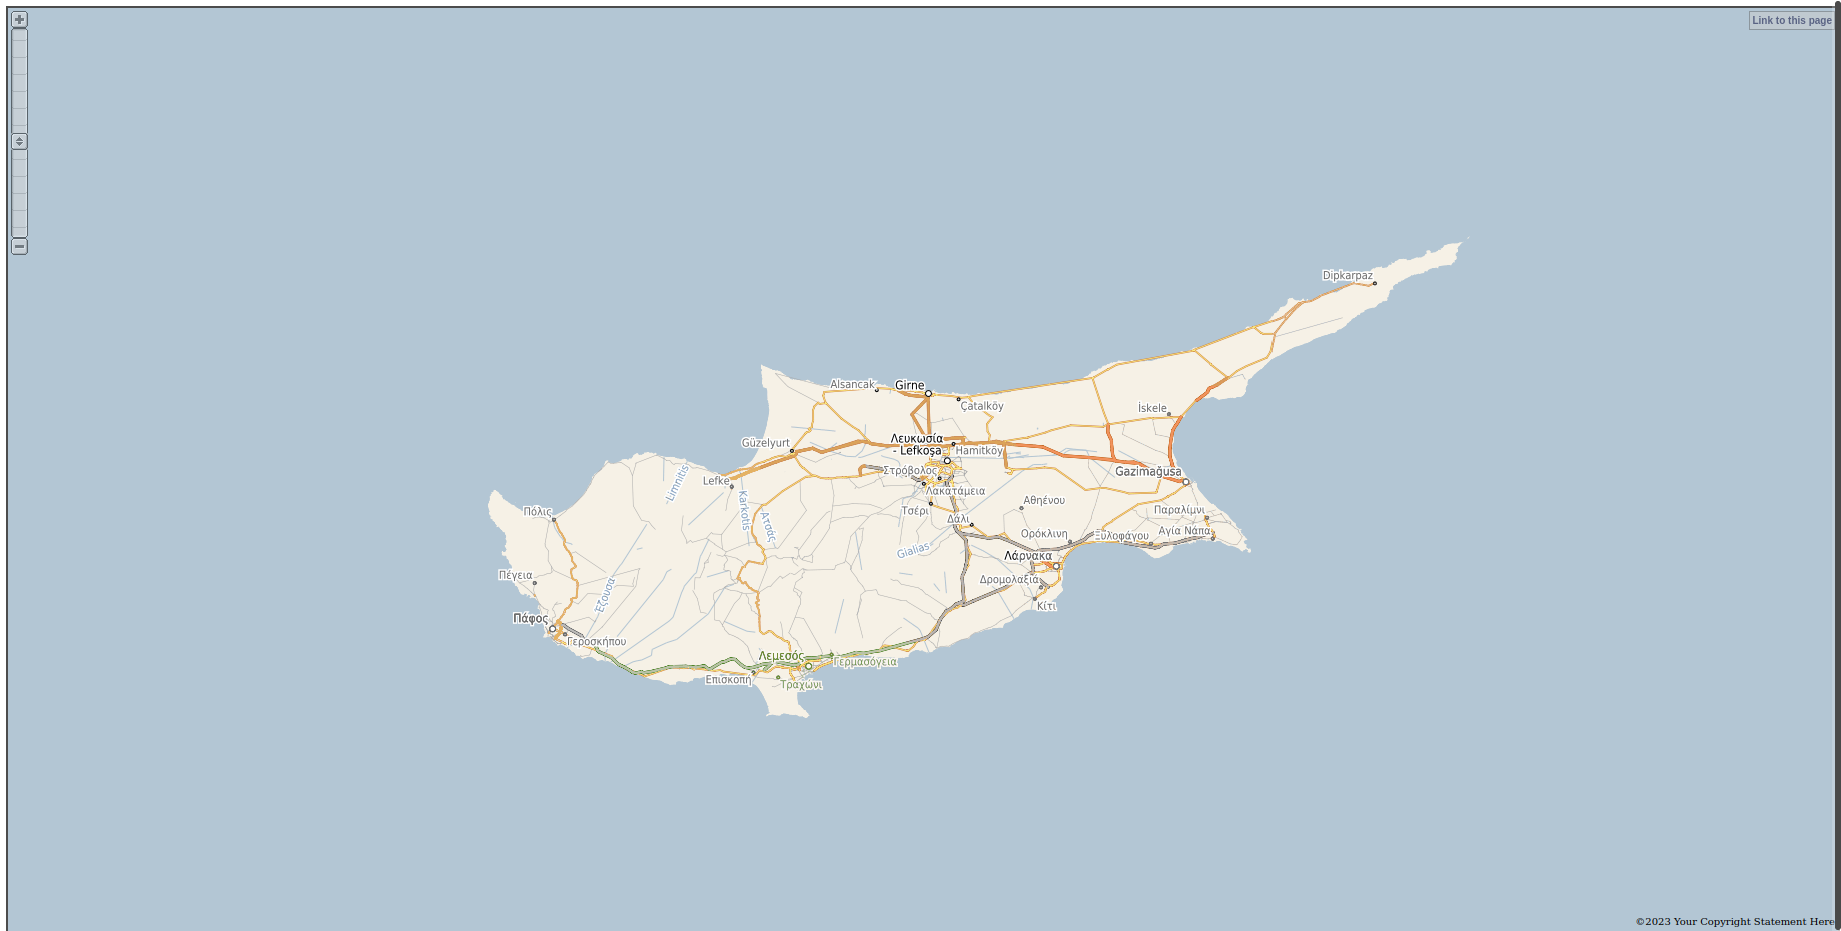 Link to this page
Dipkarpaz
Alsancak
Girne
Çatalköy
İskele
Güzelyurt
Λευκωσία
- Lefkoşa
Hamitköy
Στρόβολος
Gazimağusa
Lefke
Limnitis
Karkotis
Ατσάς
Λακατάμεια
Αθηένου
Τσέρι
Δάλι
Πόλις
Παραλίμνι
Ορόκλινη
Ξυλοφάγου
Αγία Νάπα
Gialias
Λάρνακα
Πέγεια
Έζουσα
Δρομολαξιά
Κίτι
Πάφος
Γεροσκήπου
Λεμεσός
Γερμασόγεια
Επισκοπή
Τραχώνι
©2023 Your Copyright Statement Here